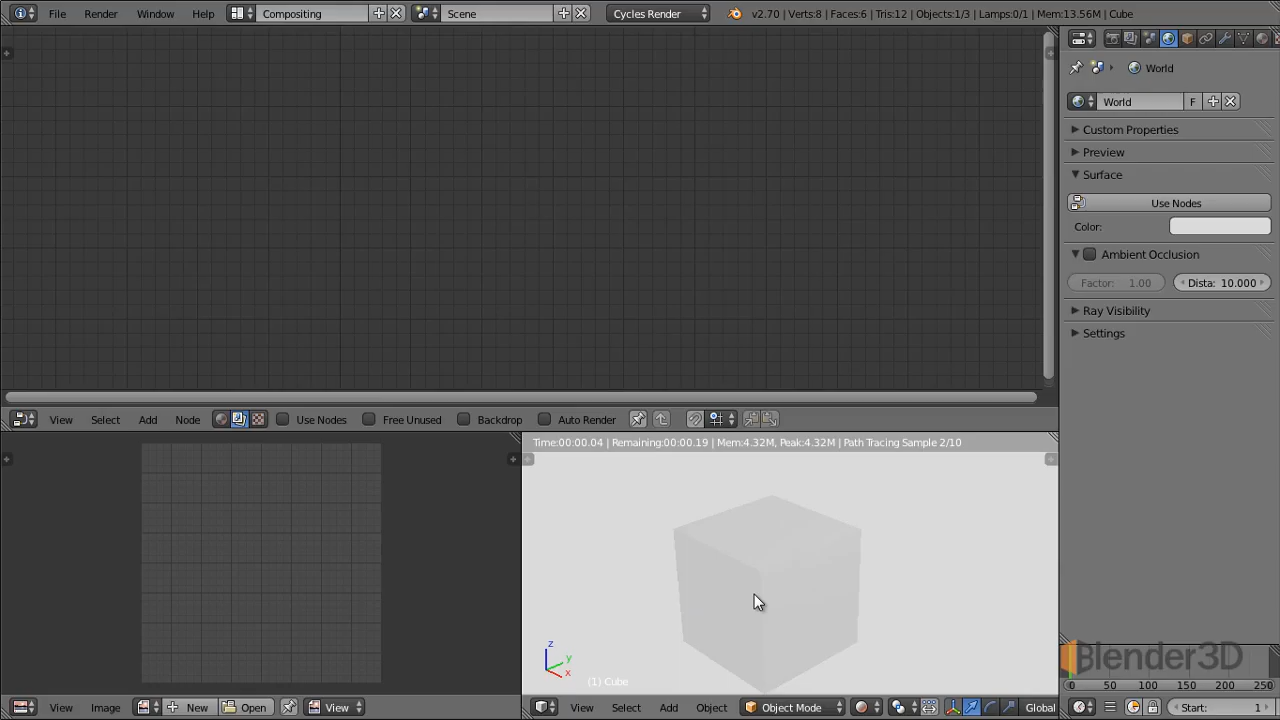 File Render Window Help Compositing Scene Cycles Render v2.70 | Verts:8 | Faces:6 | Tris:12 | Objects:1/3 | Lamps:0/1 | Mem:13.56M | Cube
World
World F
Custom Properties
Preview
Surface
Use Nodes
Color:
Ambient Occlusion
Factor: 1.00 Dista: 10.000
Ray Visibility
Settings
View Select Add Node Use Nodes Free Unused Backdrop Auto Render
Time:00:00.04 | Remaining:00:00.19 | Mem:4.32M, Peak:4.32M | Path Tracing Sample 2/10
z
y
x
(1) Cube
Blender3D
0 50 100 150 200 250
View Image New Open View
View Select Add Object Object Mode Global
Start: 1